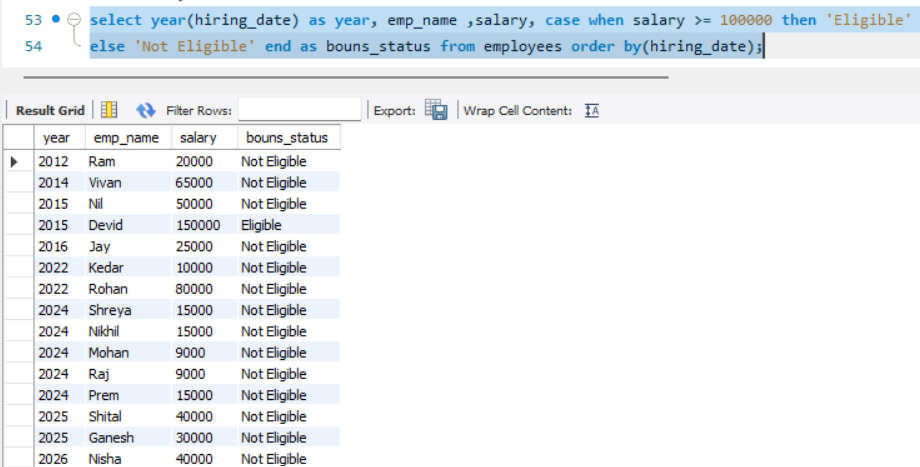 53 select year(hiring_date) as year, emp_name ,salary, case when salary >= 100000 then 'Eligible'
54 else 'Not Eligible' end as bouns_status from employees order by(hiring_date);
Result Grid Filter Rows: Export: Wrap Cell Content: IA
year emp_name salary bouns_status
2012 Ram 20000 Not Eligible
2014 Vivan 65000 Not Eligible
2015 Nil 50000 Not Eligible
2015 Devid 150000 Eligible
2016 Jay 25000 Not Eligible
2022 Kedar 10000 Not Eligible
2022 Rohan 80000 Not Eligible
2024 Shreya 15000 Not Eligible
2024 Nikhil 15000 Not Eligible
2024 Mohan 9000 Not Eligible
2024 Raj 9000 Not Eligible
2024 Prem 15000 Not Eligible
2025 Shital 40000 Not Eligible
2025 Ganesh 30000 Not Eligible
2026 Nisha 40000 Not Eligible